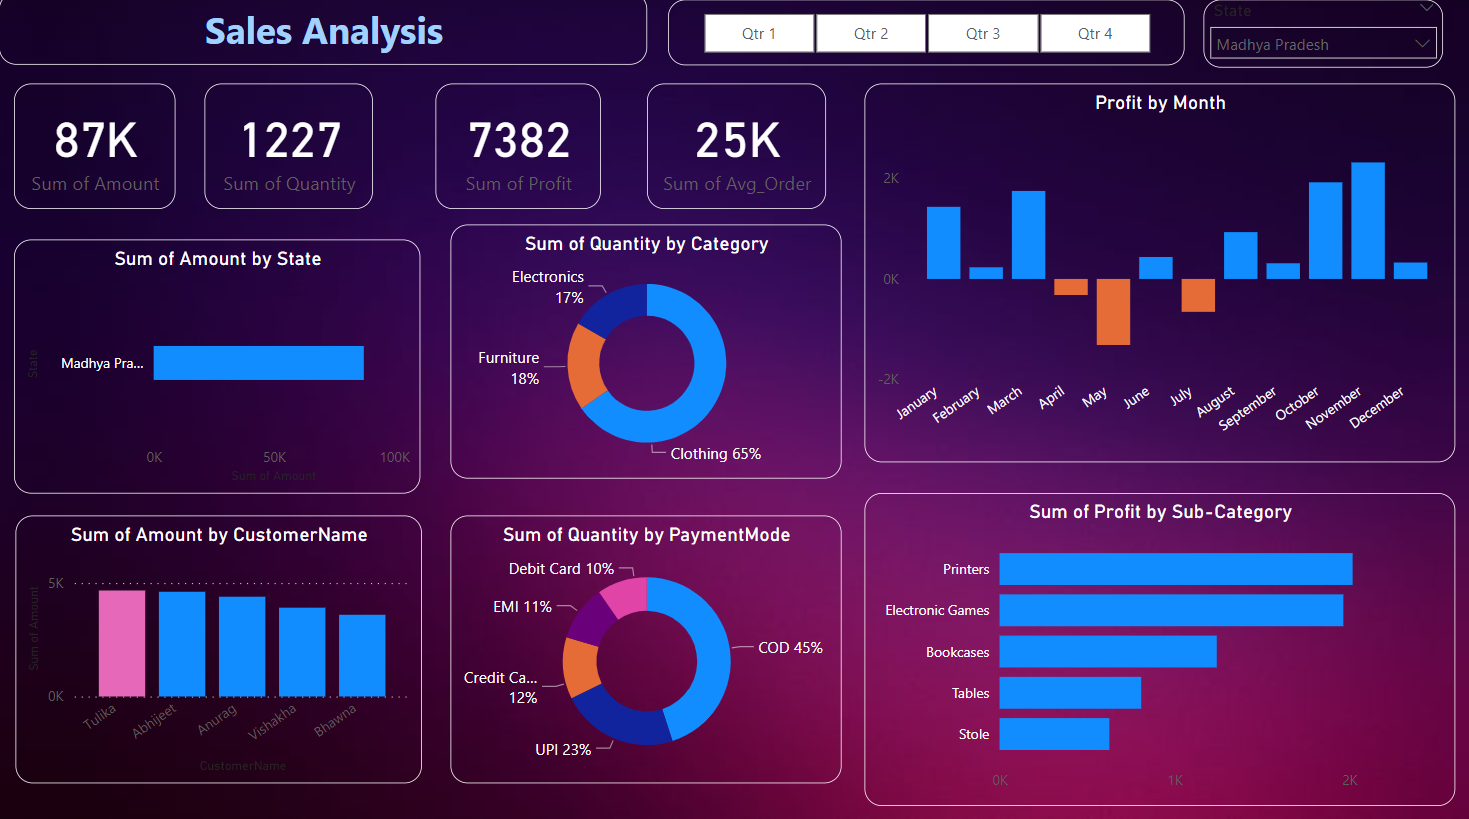 Sales Analysis
Qtr 1
Qtr 2
Qtr 3
Qtr 4
State
Madhya Pradesh
87K
Sum of Amount
1227
Sum of Quantity
7382
Sum of Profit
25K
Sum of Avg_Order
Profit by Month
2K
0K
-2K
January
February
March
April
May
June
July
August
September
October
November
December
Sum of Amount by State
State
Madhya Pra...
0K
50K
100K
Sum of Amount
Sum of Quantity by Category
Electronics
17%
Furniture
18%
Clothing 65%
Sum of Amount by CustomerName
Sum of Amount
5K
0K
Tulika
Abhijeet
Anurag
Vishakha
Bhawna
CustomerName
Sum of Quantity by PaymentMode
Debit Card 10%
EMI 11%
COD 45%
Credit Ca...
12%
UPI 23%
Sum of Profit by Sub-Category
Printers
Electronic Games
Bookcases
Tables
Stole
0K
1K
2K